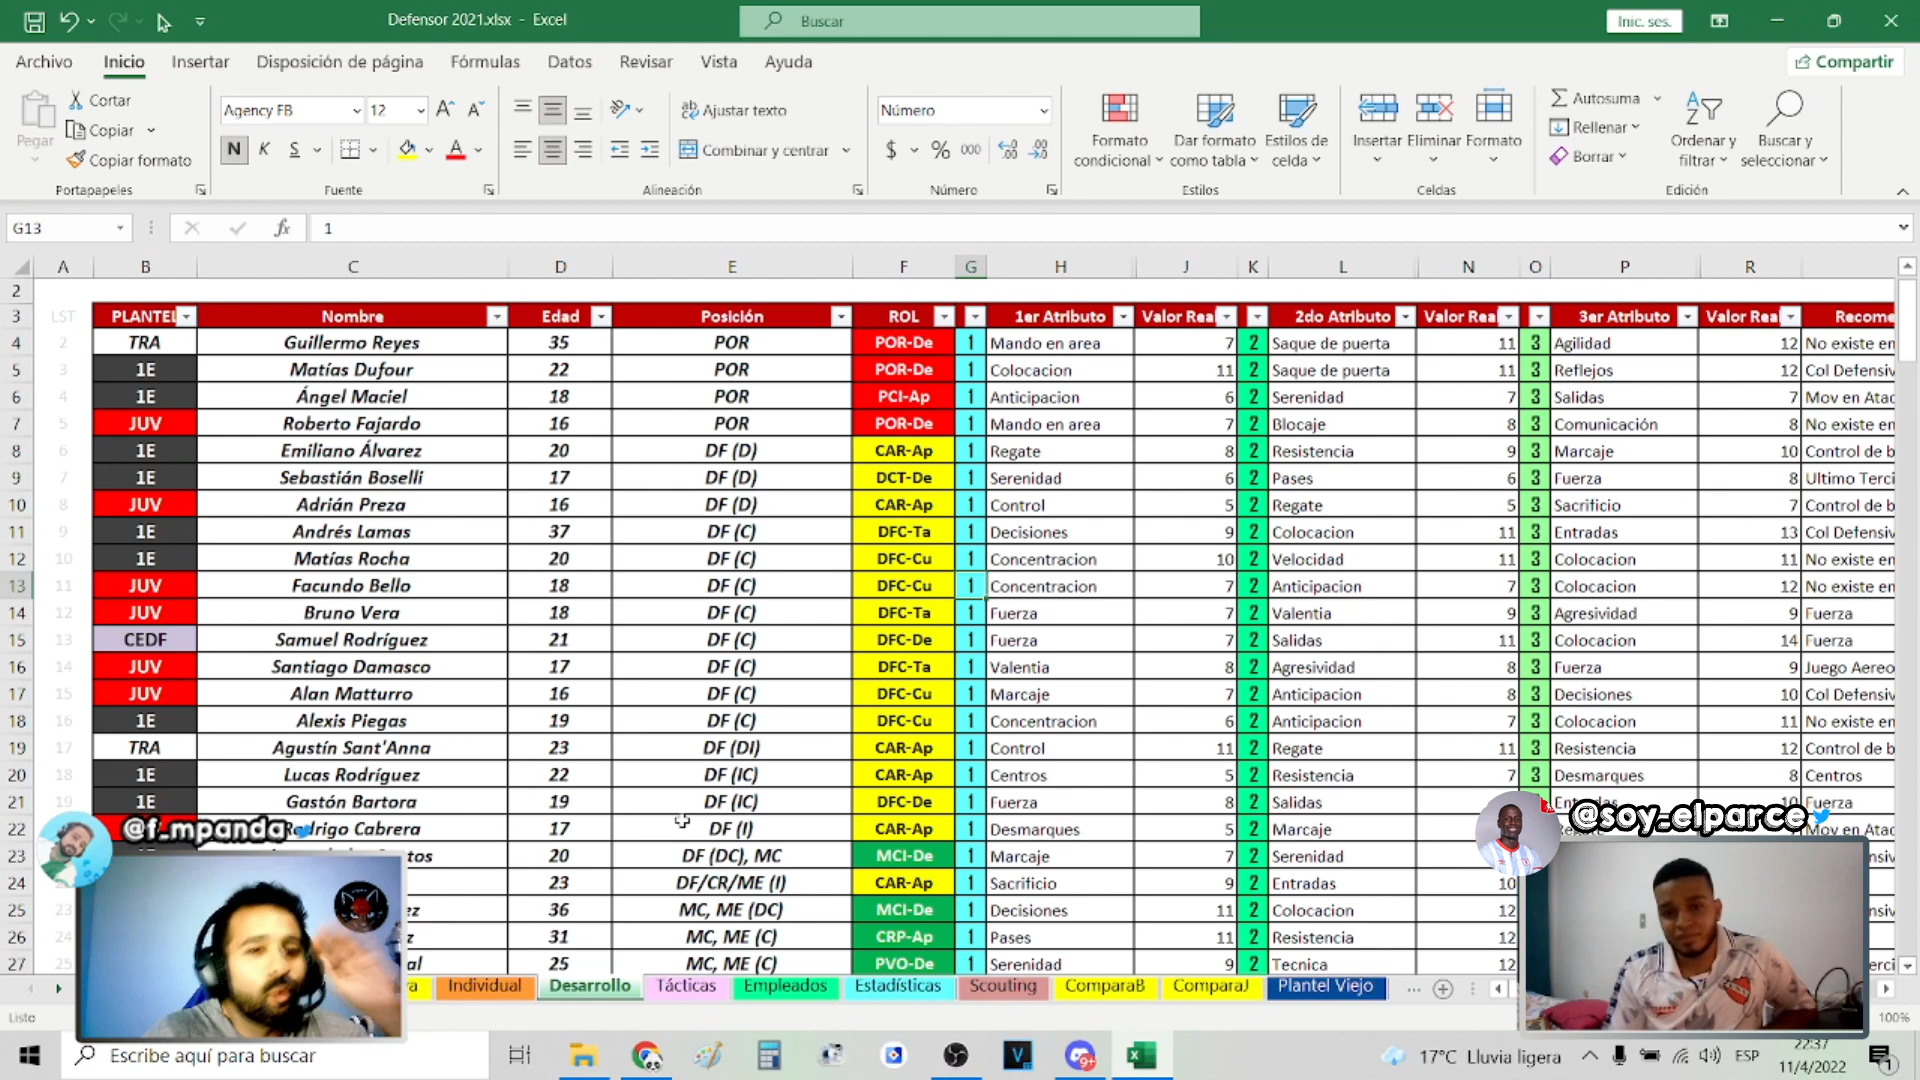 Defensor 2021.xlsx - Excel
Buscar
Inic. ses.
Archivo Inicio Insertar Disposición de página Fórmulas Datos Revisar Vista Ayuda
Compartir
Pegar
Cortar
Copiar
Copiar formato
Portapapeles
Agency FB 12
N K S
Fuente
Ajustar texto
Combinar y centrar
Alineación
Número
$ % 000
Número
Formato condicional
Dar formato como tabla
Estilos de celda
Estilos
Insertar Eliminar Formato
Celdas
Autosuma
Rellenar
Borrar
Ordenar y filtrar
Buscar y seleccionar
Edición
G13 fx 1
A B C D E F G H J K L N O P R
2
3 LST PLANTEL Nombre Edad Posición ROL 1er Atributo Valor Rea 2do Atributo Valor Rea 3er Atributo Valor Rea Recome
4 2 TRA Guillermo Reyes 35 POR POR-De 1 Mando en area 7 2 Saque de puerta 11 3 Agilidad 12 No existe en
5 3 1E Matías Dufour 22 POR POR-De 1 Colocacion 11 2 Saque de puerta 11 3 Reflejos 12 Col Defensiv
6 4 1E Ángel Maciel 18 POR PCI-Ap 1 Anticipacion 6 2 Serenidad 7 3 Salidas 7 Mov en Atac
7 5 JUV Roberto Fajardo 16 POR POR-De 1 Mando en area 7 2 Blocaje 8 3 Comunicación 8 No existe en
8 6 1E Emiliano Álvarez 20 DF (D) CAR-Ap 1 Regate 8 2 Resistencia 9 3 Marcaje 10 Control de b
9 7 1E Sebastián Boselli 17 DF (D) DCT-De 1 Serenidad 6 2 Pases 6 3 Fuerza 8 Ultimo Terci
10 8 JUV Adrián Preza 16 DF (D) CAR-Ap 1 Control 5 2 Regate 5 3 Sacrificio 7 Control de b
11 9 1E Andrés Lamas 37 DF (C) DFC-Ta 1 Decisiones 9 2 Colocacion 11 3 Entradas 13 Col Defensiv
12 10 1E Matías Rocha 20 DF (C) DFC-Cu 1 Concentracion 10 2 Velocidad 11 3 Colocacion 11 No existe en
13 11 JUV Facundo Bello 18 DF (C) DFC-Cu 1 Concentracion 7 2 Anticipacion 7 3 Colocacion 12 No existe en
14 12 JUV Bruno Vera 18 DF (C) DFC-Ta 1 Fuerza 7 2 Valentia 9 3 Agresividad 9 Fuerza
15 13 CEDF Samuel Rodríguez 21 DF (C) DFC-De 1 Fuerza 7 2 Salidas 11 3 Colocacion 14 Fuerza
16 14 JUV Santiago Damasco 17 DF (C) DFC-Ta 1 Valentia 8 2 Agresividad 8 3 Fuerza 9 Juego Aereo
17 15 JUV Alan Matturro 16 DF (C) DFC-Cu 1 Marcaje 7 2 Anticipacion 8 3 Decisiones 10 Col Defensiv
18 16 1E Alexis Piegas 19 DF (C) DFC-Cu 1 Concentracion 6 2 Anticipacion 7 3 Colocacion 11 No existe en
19 17 TRA Agustín Sant'Anna 23 DF (DI) CAR-Ap 1 Control 11 2 Regate 11 3 Resistencia 12 Control de b
20 18 1E Lucas Rodríguez 22 DF (IC) CAR-Ap 1 Centros 5 2 Resistencia 7 3 Desmarques 8 Centros
21 19 1E Gastón Bartora 19 DF (IC) DFC-De 1 Fuerza 8 2 Salidas 11 3 10 Fuerza
22 Rodrigo Cabrera 17 DF (I) CAR-Ap 1 Desmarques 5 2 Marcaje Mov en Atac
23 tos 20 DF (DC), MC MCI-De 1 Marcaje 7 2 Serenidad
24 23 DF/CR/ME (I) CAR-Ap 1 Sacrificio 9 2 Entradas 10
25 23 ez 36 MC, ME (DC) MCI-De 1 Decisiones 11 2 Colocacion 12 nsiv
26 24 z 31 MC, ME (C) CRP-Ap 1 Pases 11 2 Resistencia 12
27 25 al 25 MC, ME (C) PVO-De 1 Serenidad 9 2 Tecnica 12 erci
@f_mpanda
@soy_elparce
va Individual Desarrollo Tácticas Empleados Estadísticas Scouting ComparaB ComparaJ Plantel Viejo ...
Listo 100%
Escribe aquí para buscar
9+
17°C Lluvia ligera ESP
22:37
11/4/2022
1